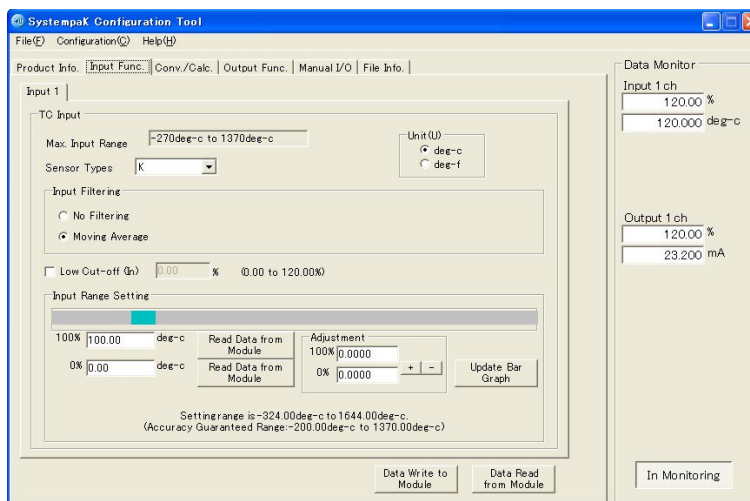 SystempaK Configuration Tool
File(F) Configuration(C) Help(H)
Product Info. Input Func. Conv./Calc. Output Func. Manual I/O File Info.
Input 1
TC Input
Max. Input Range -270deg-c to 1370deg-c
Sensor Types K
Unit(U)
deg-c
deg-f
Input Filtering
No Filtering
Moving Average
Low Cut-off (In) 0.00 % (0.00 to 120.00%)
Input Range Setting
100% 100.00 deg-c Read Data from Module
0% 0.00 deg-c Read Data from Module
Adjustment
100% 0.0000
0% 0.0000 + -
Update Bar Graph
Setting range is -324.00deg-c to 1644.00deg-c.
(Accuracy Guaranteed Range:-200.00deg-c to 1370.00deg-c)
Data Write to Module
Data Read from Module
Data Monitor
Input 1 ch
120.00 %
120.000 deg-c
Output 1 ch
120.00 %
23.200 mA
In Monitoring